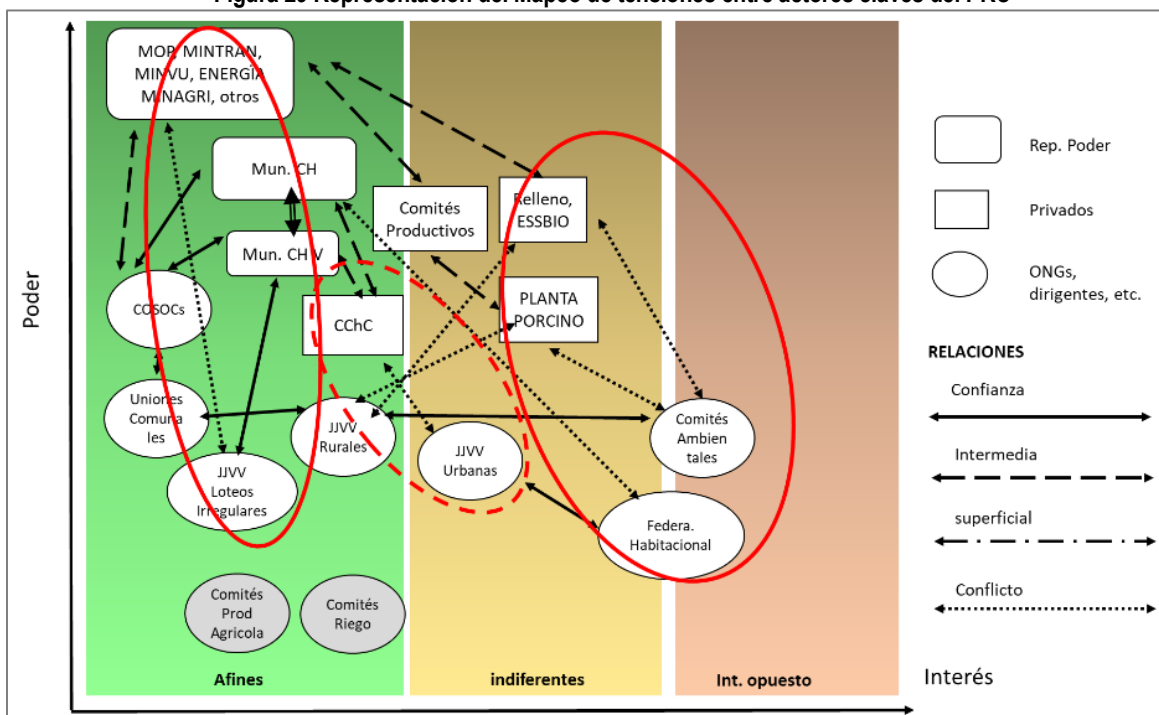 Figura 29 Representación del Mapeo de tensiones entre actores claves del PRC
MOP, MINTRAN,
MINVU, ENERGÍA
MINAGRI, otros
Mun. CH
Mun. CH V
COSOCs
Uniones
Comuna
les
JJVV
Loteos
Irregulares
CChC
JJVV
Rurales
Comités
Prod
Agricola
Comités
Riego
Comités
Productivos
Relleno,
ESSBIO
PLANTA
PORCINO
JJVV
Urbanas
Comités
Ambien
tales
Federa.
Habitacional
Poder
Afines
indiferentes
Int. opuesto
Interés
Rep. Poder
Privados
ONGs,
dirigentes, etc.
RELACIONES
Confianza
Intermedia
superficial
Conflicto